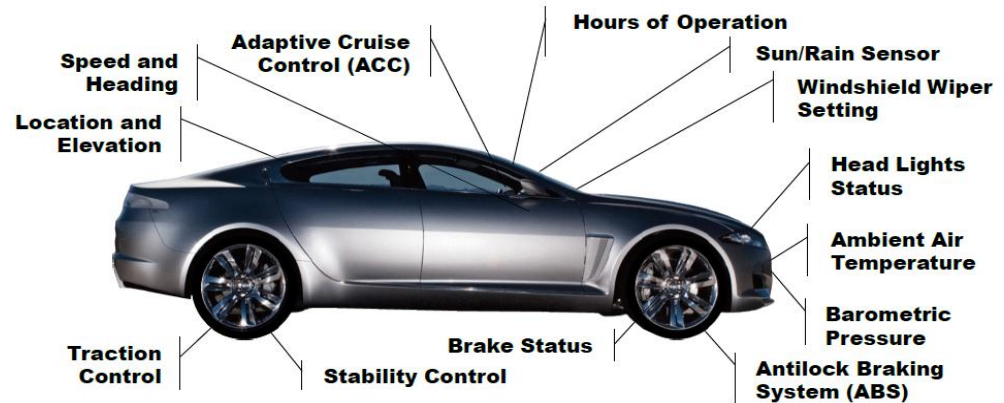 Hours of Operation
Adaptive Cruise
Control (ACC)
Sun/Rain Sensor
Speed and
Heading
Windshield Wiper
Setting
Location and
Elevation
Head Lights
Status
Ambient Air
Temperature
Barometric
Pressure
Brake Status
Traction
Control
Stability Control
Antilock Braking
System (ABS)